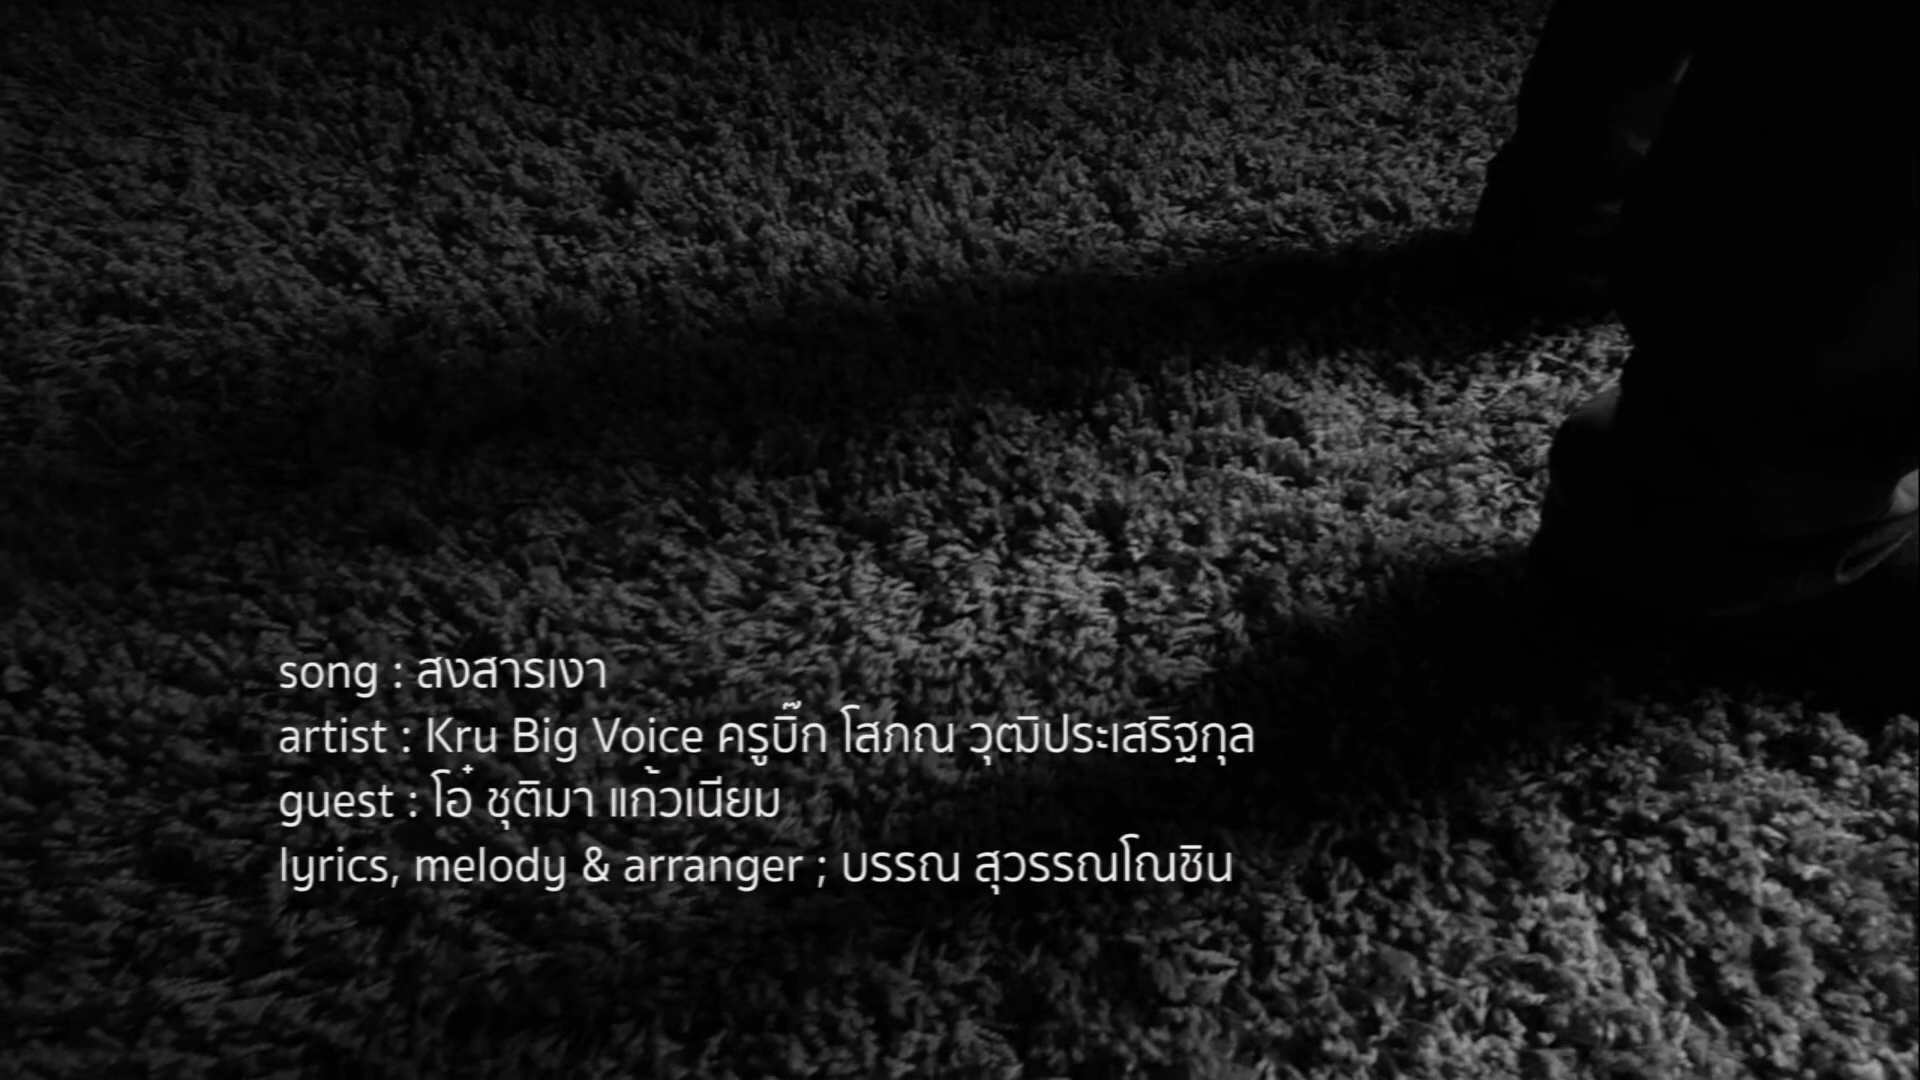 song : สงสารเงา
artist : Kru Big Voice ครูบิ๊ก โสภณ วุฒิประเสริฐกุล
guest : โอ๋ ชุติมา แก้วเนียม
lyrics, melody & arranger ; บรรณ สุวรรณโณชิน